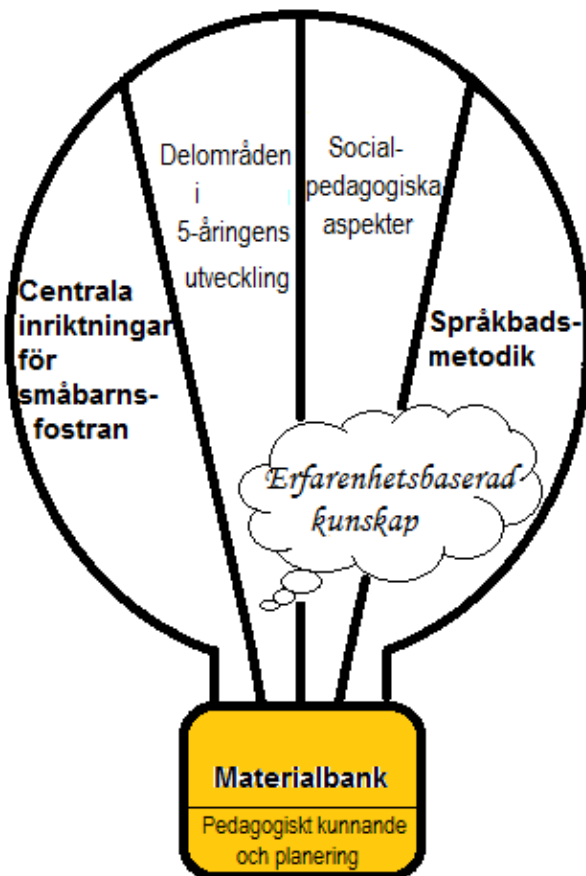 Delområden
i
5-åringens
utveckling
Social-
pedagogiska
aspekter
Centrala
inriktningar
för
småbarns-
fostran
Språkbads-
metodik
Erfarenhetsbaserad
kunskap
Materialbank
Pedagogiskt kunnande
och planering